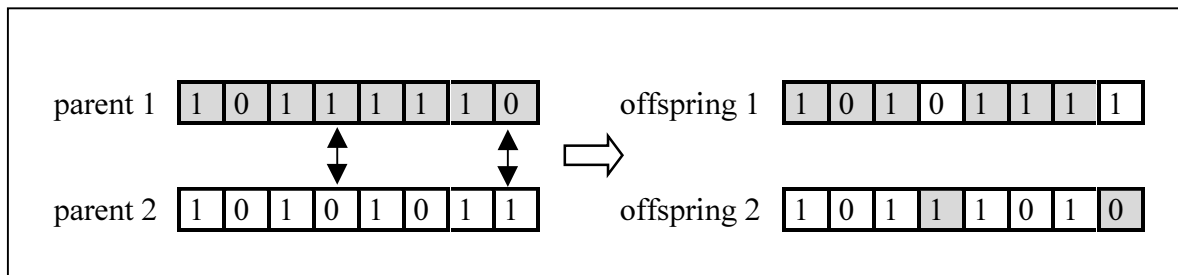 parent 1 1 0 1 1 1 1 1 0 offspring 1 1 0 1 0 1 1 1 1
parent 2 1 0 1 0 1 0 1 1 offspring 2 1 0 1 1 1 0 1 0